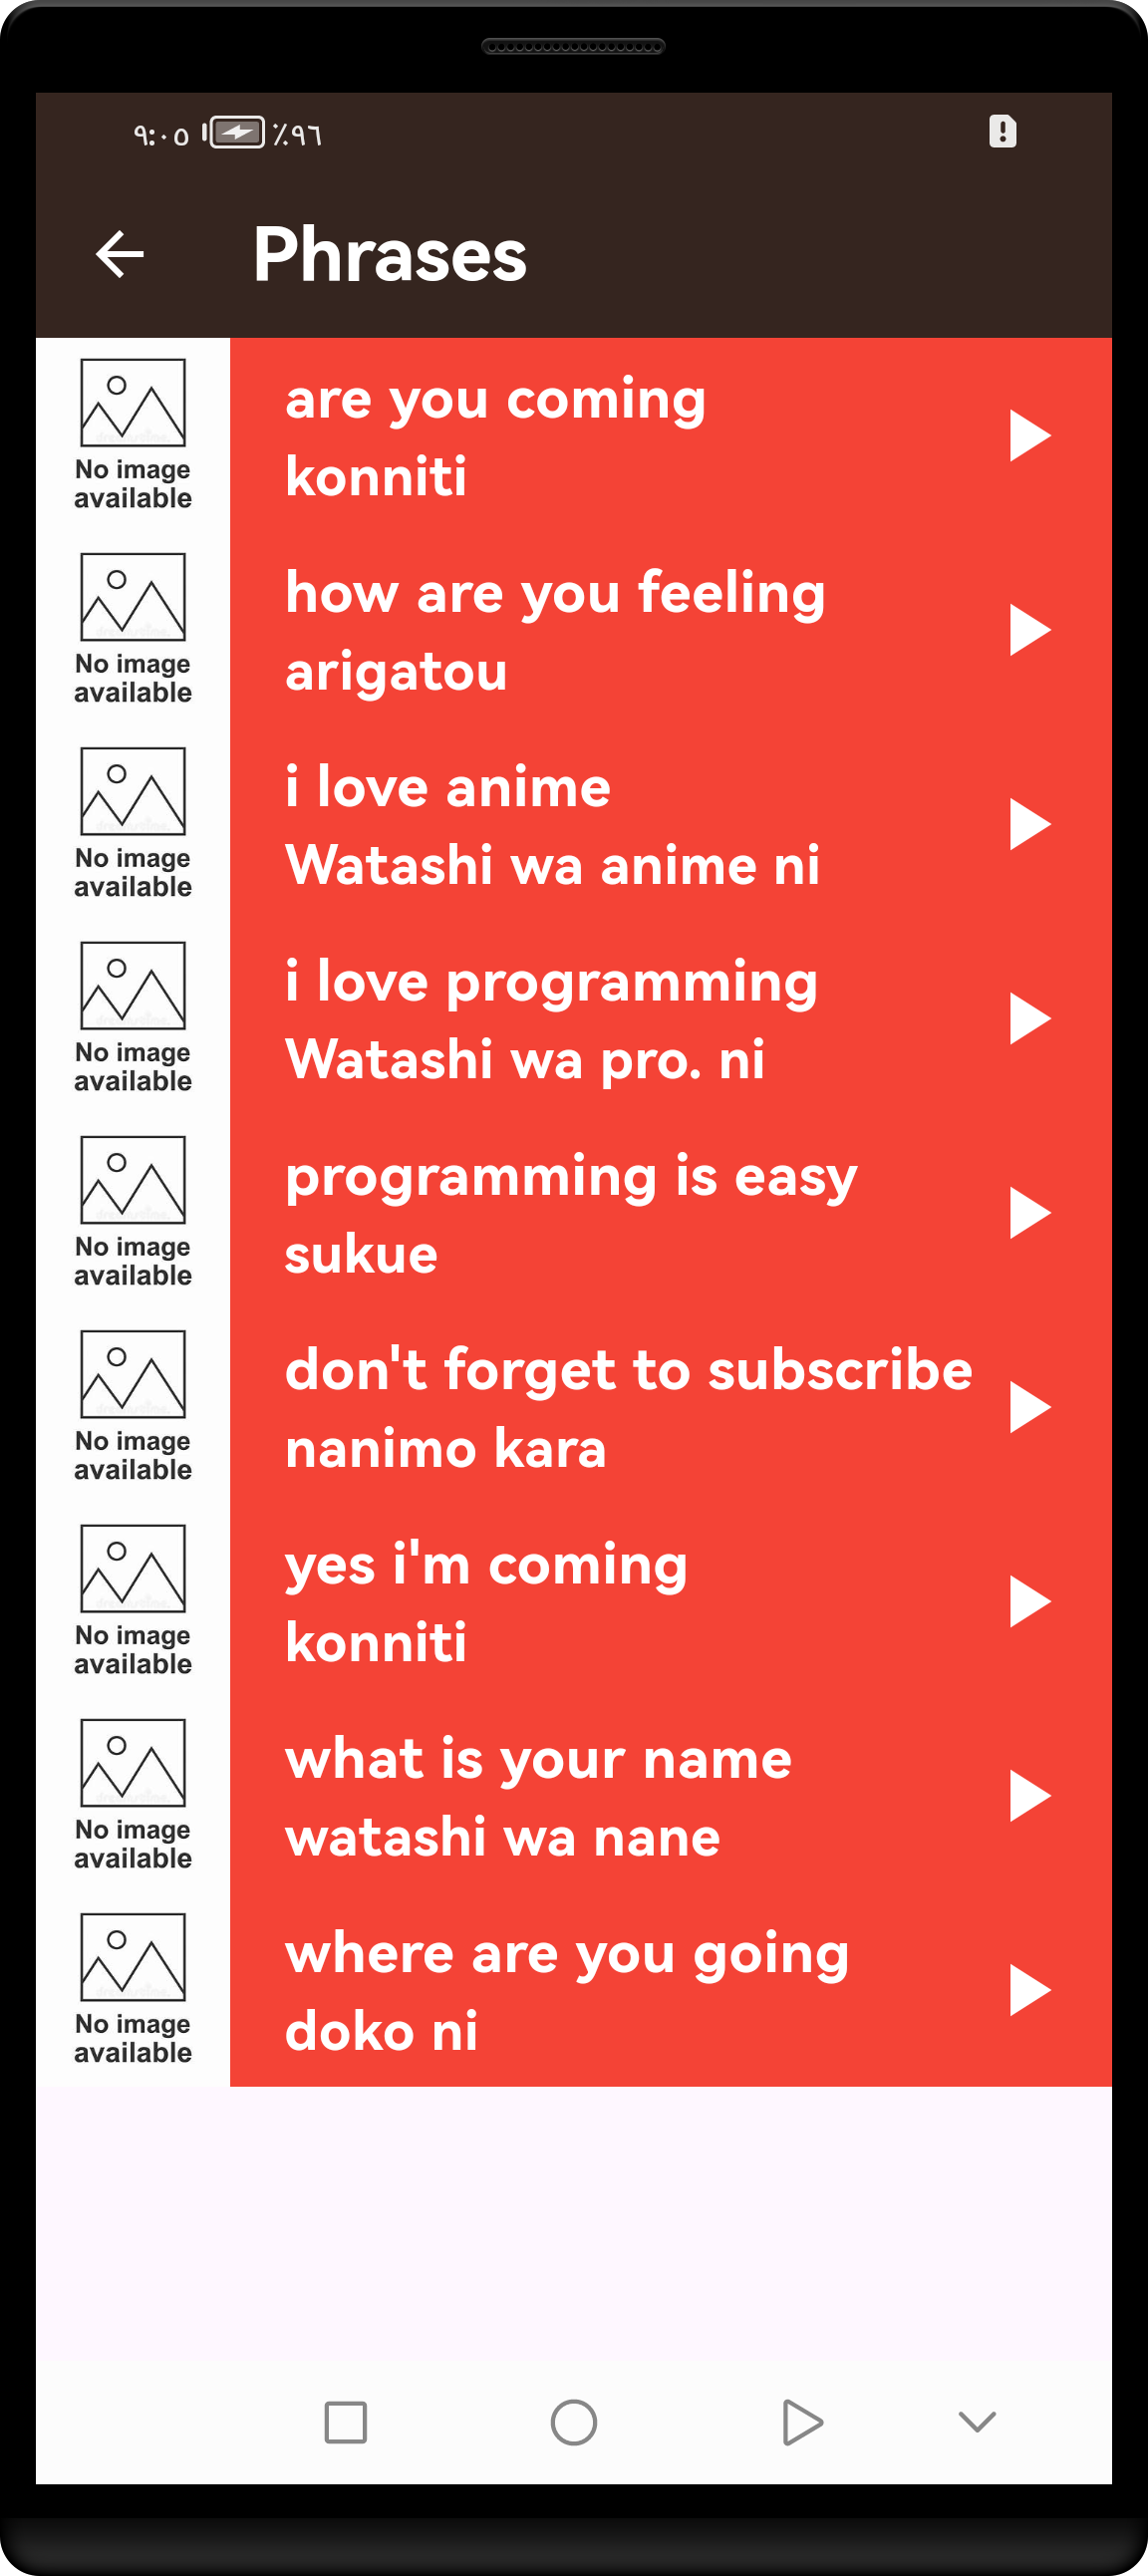 ٩:٠٥ ٪٩٦
Phrases
No image
available
are you coming
konniti
No image
available
how are you feeling
arigatou
No image
available
i love anime
Watashi wa anime ni
No image
available
i love programming
Watashi wa pro. ni
No image
available
programming is easy
sukue
No image
available
don't forget to subscribe
nanimo kara
No image
available
yes i'm coming
konniti
No image
available
what is your name
watashi wa nane
No image
available
where are you going
doko ni